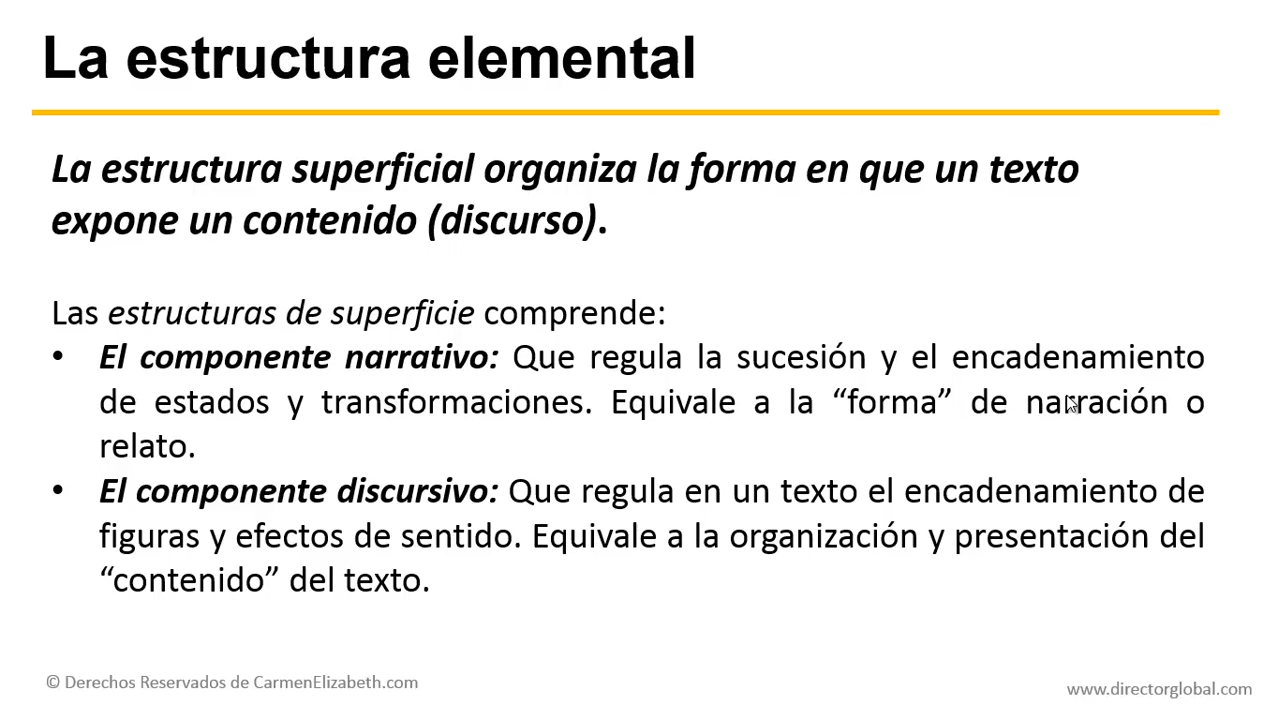 La estructura elemental
La estructura superficial organiza la forma en que un texto
expone un contenido (discurso).
Las estructuras de superficie comprende:
• El componente narrativo: Que regula la sucesión y el encadenamiento
de estados y transformaciones. Equivale a la “forma” de narración o
relato.
• El componente discursivo: Que regula en un texto el encadenamiento de
figuras y efectos de sentido. Equivale a la organización y presentación del
“contenido” del texto.
© Derechos Reservados de CarmenElizabeth.com
www.directorglobal.com